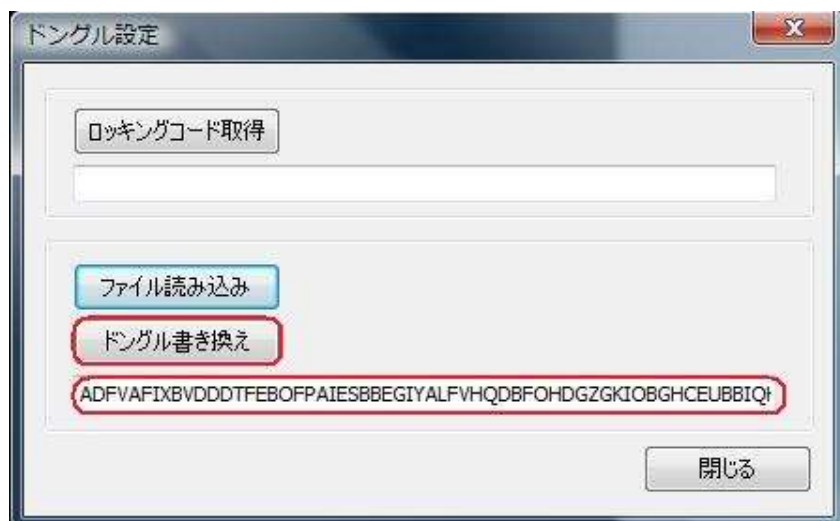 ドングル設定
ロッキングコード取得
ファイル読み込み
ドングル書き換え
ADFVAFIXBVDDDTFEBOFPAIESBBEGIYALFVHQDBFOHDGZGKIOBGHCEUBBIQ
閉じる